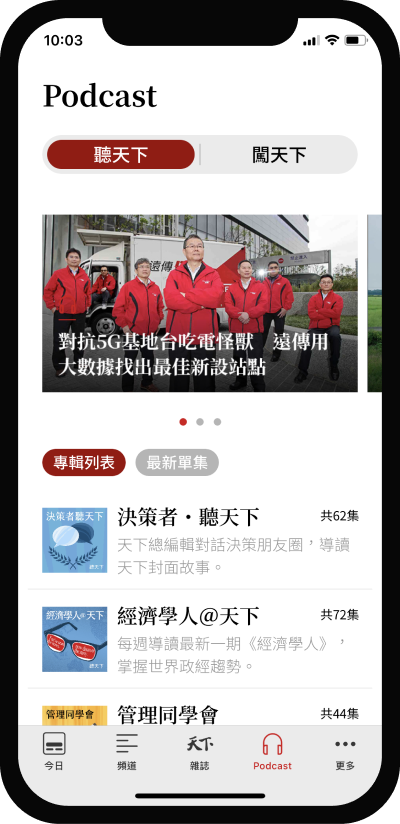 10:03
Podcast
聽天下
闖天下
遠傳
對抗5G基地台吃電怪獸　遠傳用
大數據找出最佳新設站點
專輯列表
最新單集
決策者聽天下
聽天下
決策者・聽天下
共62集
天下總編輯對話決策朋友圈，導讀
天下封面故事。
經濟學人@天下
聽天下
經濟學人@天下
共72集
每週導讀最新一期《經濟學人》，
掌握世界政經趨勢。
管理同學會
管理同學會
共44集
今日
頻道
天下
雜誌
Podcast
更多